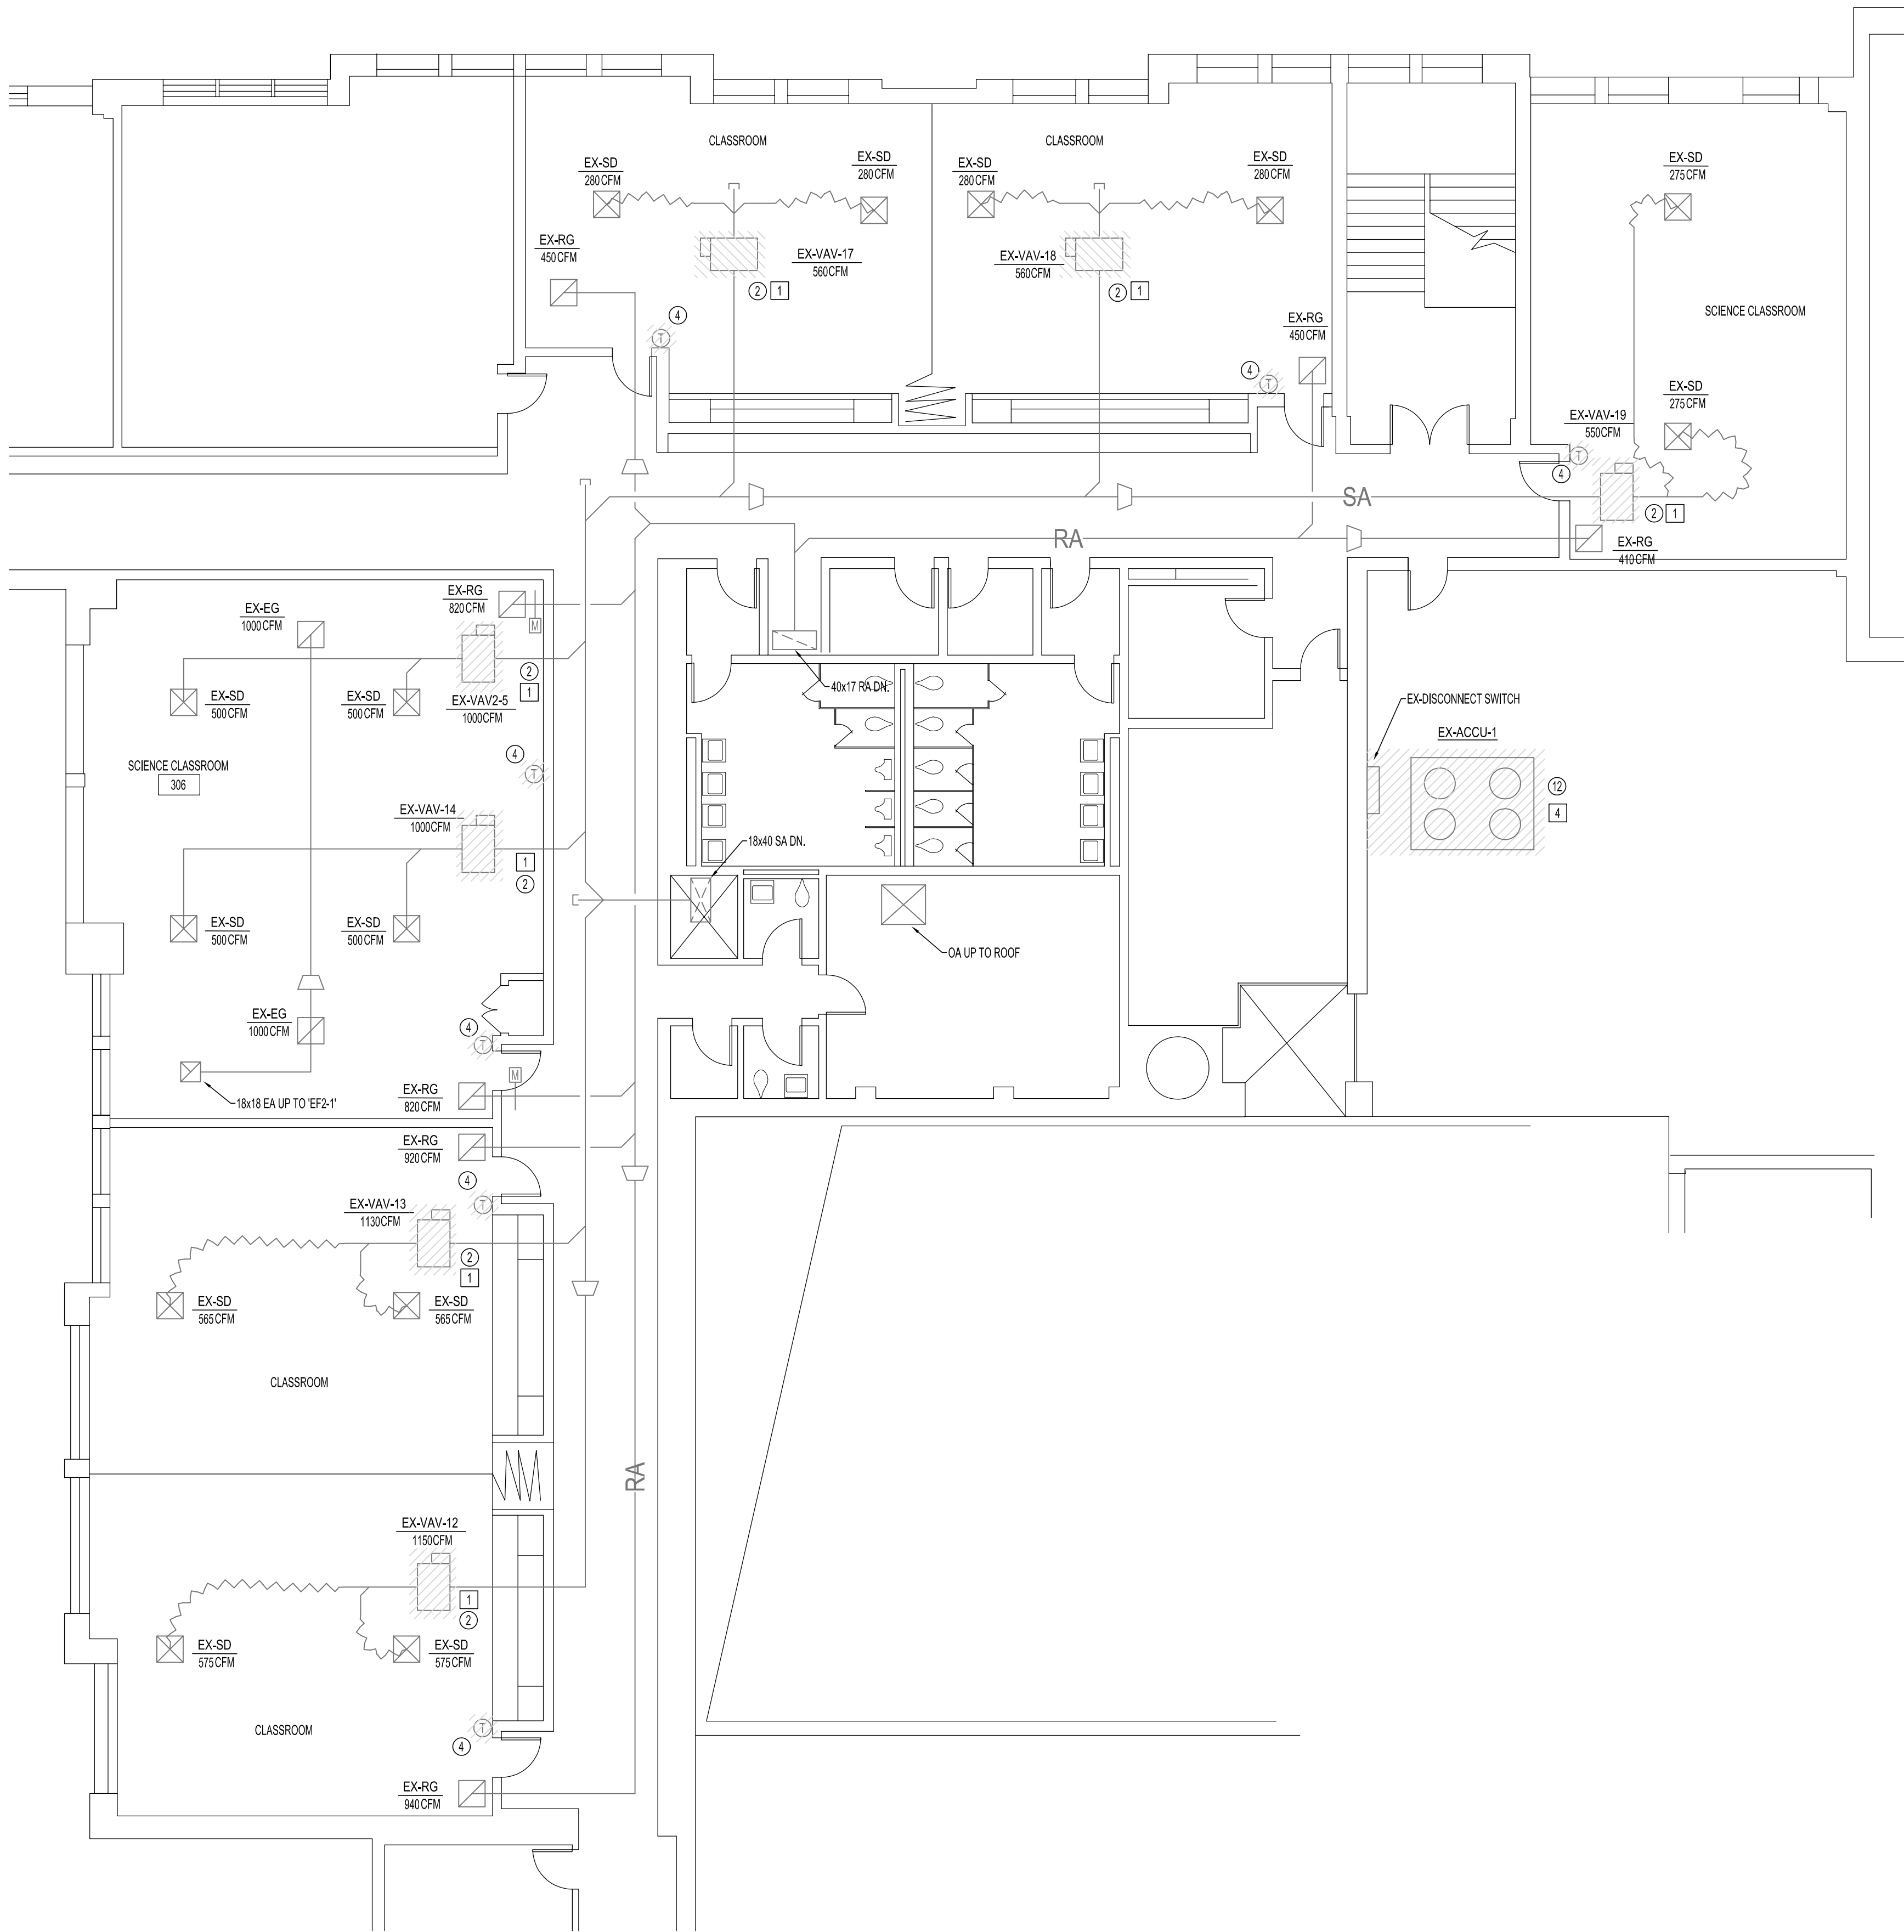 CLASSROOM
CLASSROOM
EX-SD
280 CFM
EX-SD
280 CFM
EX-SD
280 CFM
EX-SD
280 CFM
EX-SD
275 CFM
EX-RG
450 CFM
EX-VAV-17
560 CFM
2
1
EX-VAV-18
560 CFM
2
1
4
T
EX-RG
450 CFM
4
T
SCIENCE CLASSROOM
EX-SD
275 CFM
EX-VAV-19
550 CFM
T
4
2
1
SA
RA
EX-RG
410 CFM
EX-RG
820 CFM
M
EX-EG
1000 CFM
2
1
EX-SD
500 CFM
EX-SD
500 CFM
EX-VAV2-5
1000 CFM
40x17 RA DN.
EX-DISCONNECT SWITCH
EX-ACCU-1
12
4
SCIENCE CLASSROOM
306
4
T
EX-VAV-14
1000 CFM
1
2
18x40 SA DN.
EX-SD
500 CFM
EX-SD
500 CFM
OA UP TO ROOF
EX-EG
1000 CFM
4
T
M
EX-RG
820 CFM
18x18 EA UP TO 'EF2-1'
EX-RG
920 CFM
4
T
EX-VAV-13
1130 CFM
2
1
EX-SD
565 CFM
EX-SD
565 CFM
CLASSROOM
RA
EX-VAV-12
1150 CFM
1
2
EX-SD
575 CFM
EX-SD
575 CFM
CLASSROOM
T
4
EX-RG
940 CFM